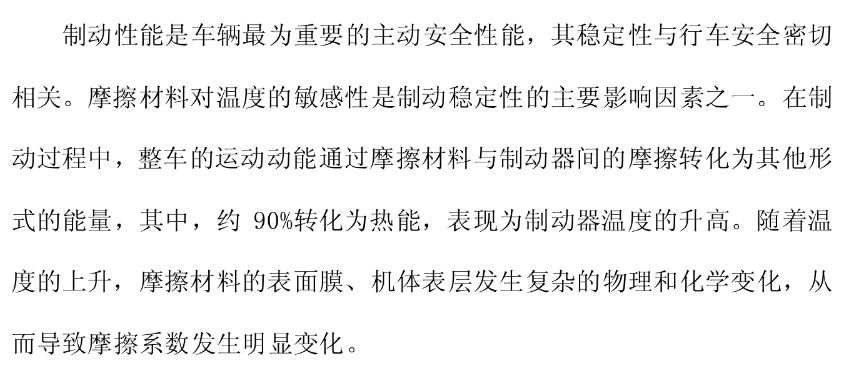 制动性能是车辆最为重要的主动安全性能，其稳定性与行车安全密切
相关。摩擦材料对温度的敏感性是制动稳定性的主要影响因素之一。在制
动过程中，整车的运动动能通过摩擦材料与制动器间的摩擦转化为其他形
式的能量，其中，约 90%转化为热能，表现为制动器温度的升高。随着温
度的上升，摩擦材料的表面膜、机体表层发生复杂的物理和化学变化，从
而导致摩擦系数发生明显变化。